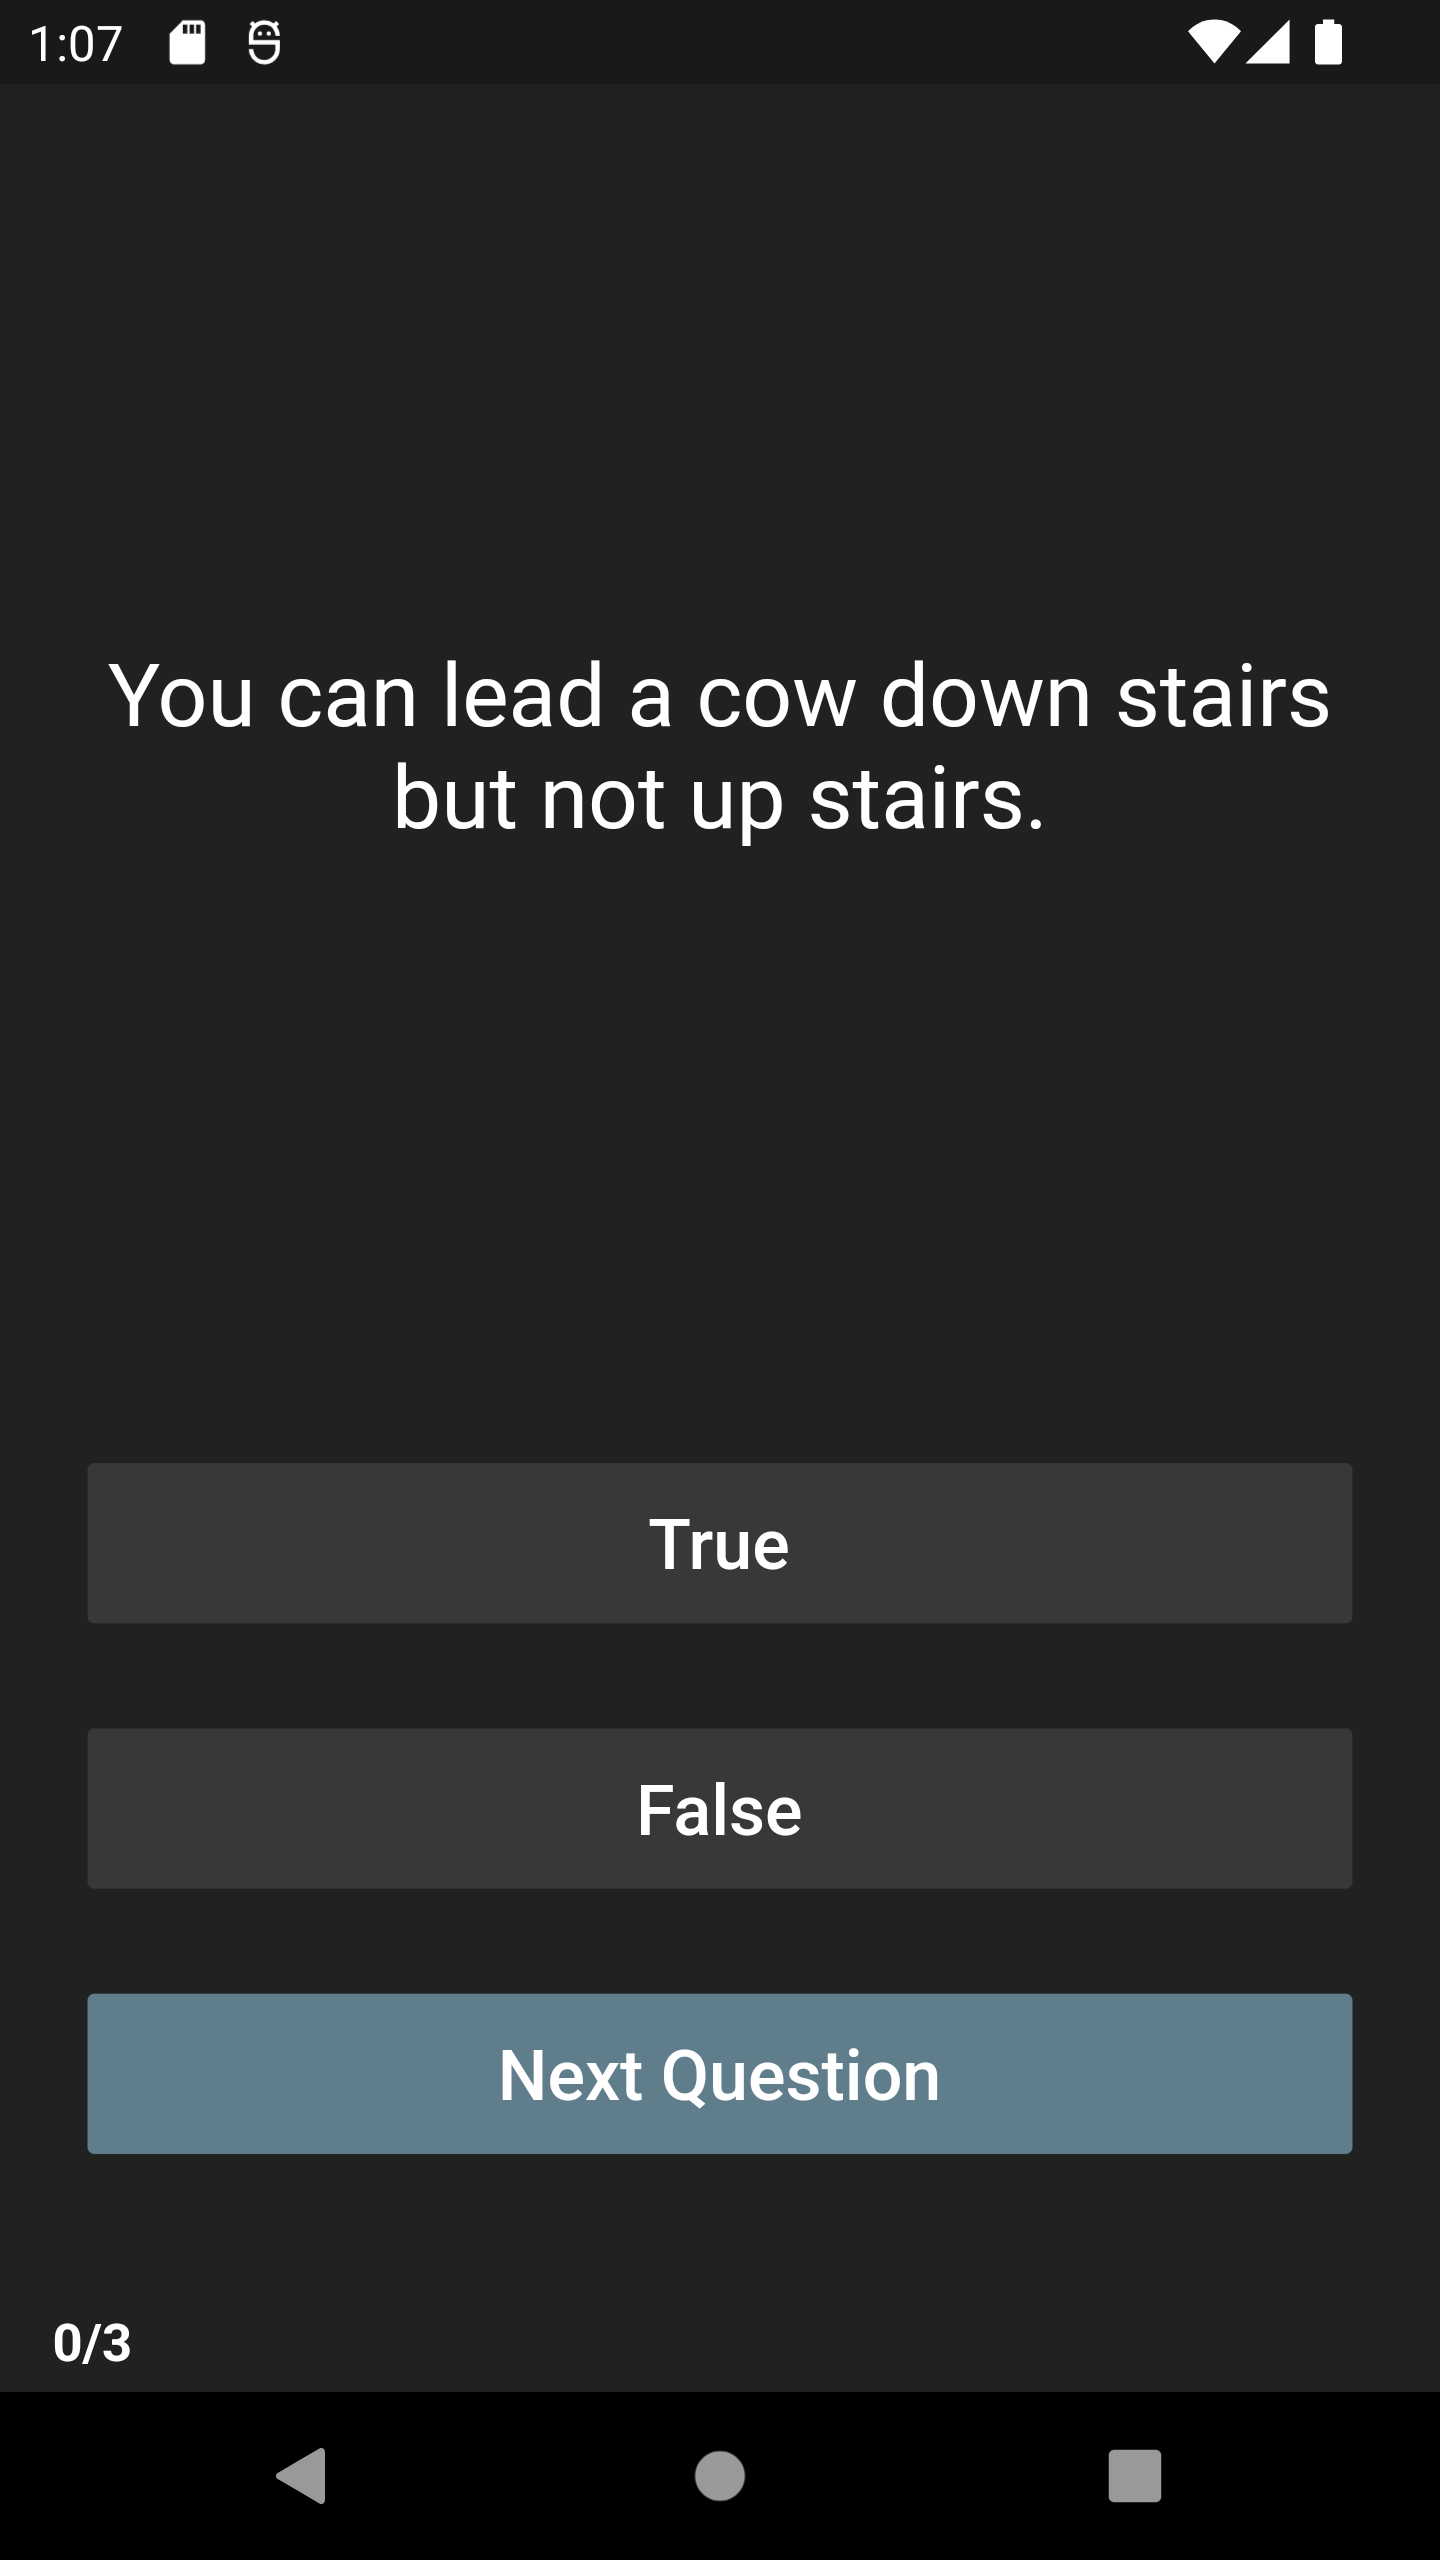 1:07
You can lead a cow down stairs
but not up stairs.
True
False
Next Question
0/3